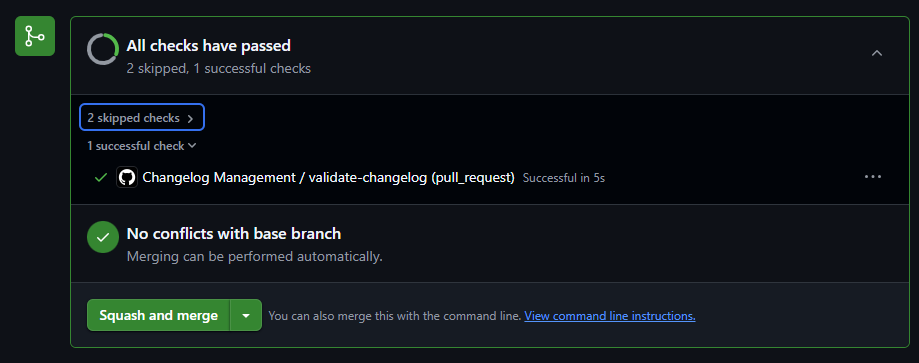 All checks have passed
2 skipped, 1 successful checks
2 skipped checks
1 successful check
Changelog Management / validate-changelog (pull_request) Successful in 5s
No conflicts with base branch
Merging can be performed automatically.
Squash and merge You can also merge this with the command line. View command line instructions.